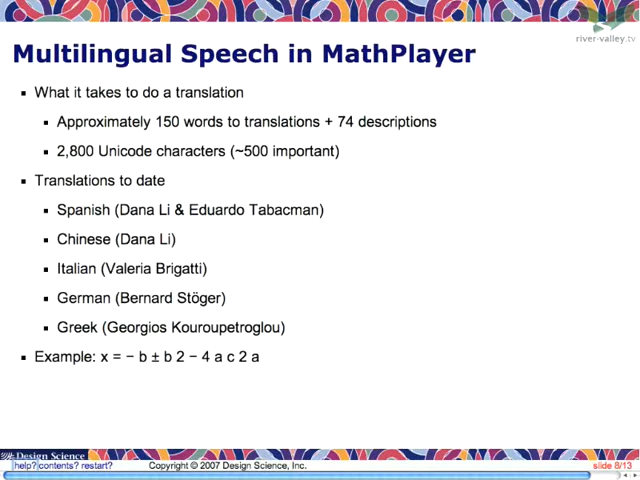 river-valley.tv
Multilingual Speech in MathPlayer
What it takes to do a translation
Approximately 150 words to translations + 74 descriptions
2,800 Unicode characters (~500 important)
Translations to date
Spanish (Dana Li & Eduardo Tabacman)
Chinese (Dana Li)
Italian (Valeria Brigatti)
German (Bernard Stöger)
Greek (Georgios Kouroupetroglou)
Example: x = − b ± b 2 − 4 a c 2 a
Design Science
help? contents? restart? Copyright © 2007 Design Science, Inc. slide 8/13